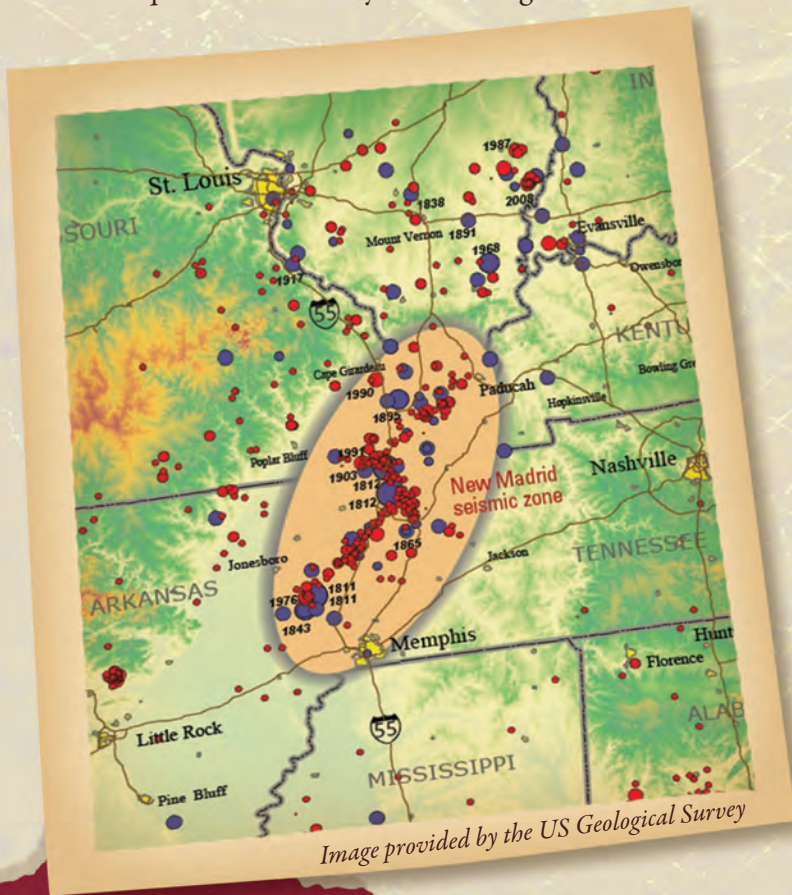 IN
1987
St. Louis
1838
2008
SOURI
Mount Vernon
1891
Evansville
1968
1917
Owensbor
55
KENTU
Cape Girardeau
1990
Paducah
Bowling Gre
Hopkinsville
1895
1991
Poplar Bluff
1903
1812
1812
New Madrid
seismic zone
Nashville
1865
Jonesboro
Jackson
TENNESSEE
ARKANSAS
1976
1811
1811
1843
Memphis
Hunt
Florence
ALAB
Little Rock
55
MISSISSIPPI
Pine Bluff
Image provided by the US Geological Survey